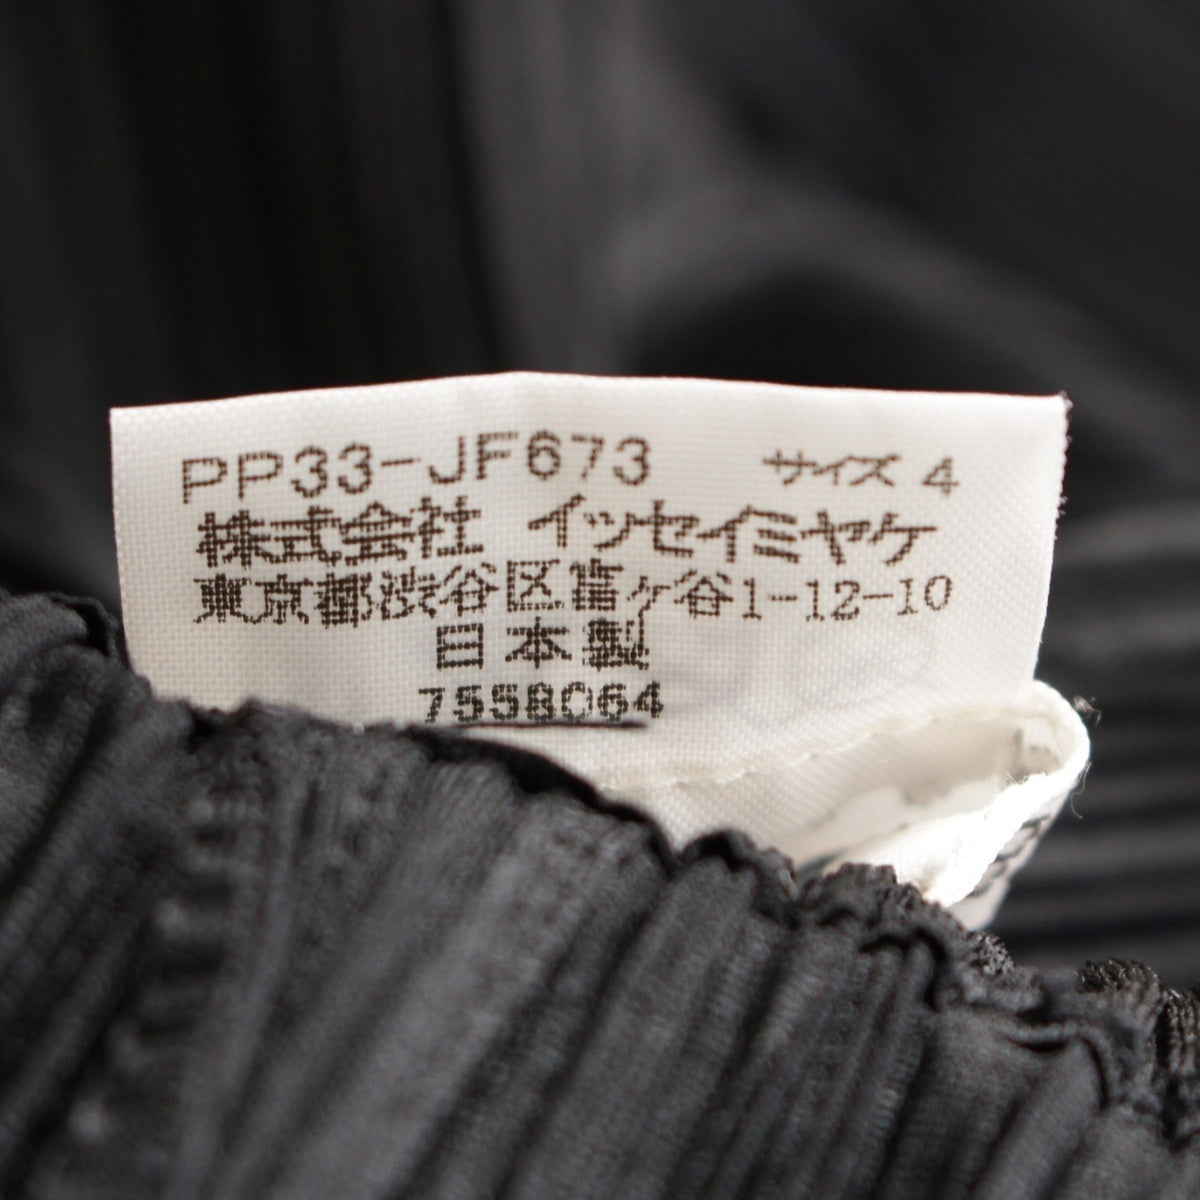 PP33-JF673 サイズ 4
株式会社 イッセイミヤケ
東京都渋谷区富ヶ谷1-12-10
日本製
7558064